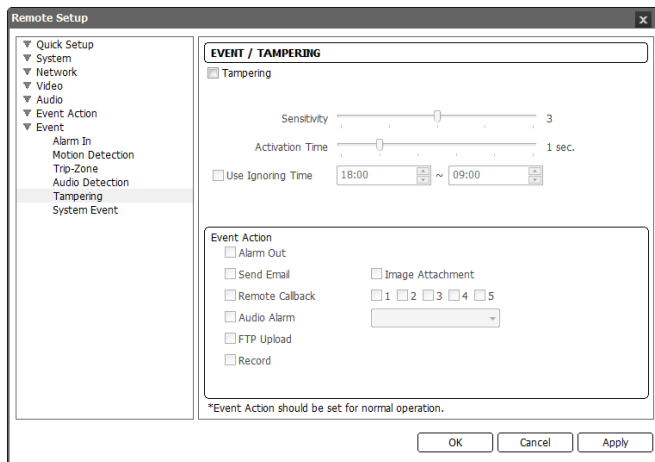 Remote Setup
x
Quick Setup
System
Network
Video
Audio
Event Action
Event
Alarm In
Motion Detection
Trip-Zone
Audio Detection
Tampering
System Event
EVENT / TAMPERING
Tampering
Sensitivity 3
Activation Time 1 sec.
Use Ignoring Time 18:00 ~ 09:00
Event Action
Alarm Out
Send Email Image Attachment
Remote Callback 1 2 3 4 5
Audio Alarm
FTP Upload
Record
*Event Action should be set for normal operation.
OK Cancel Apply